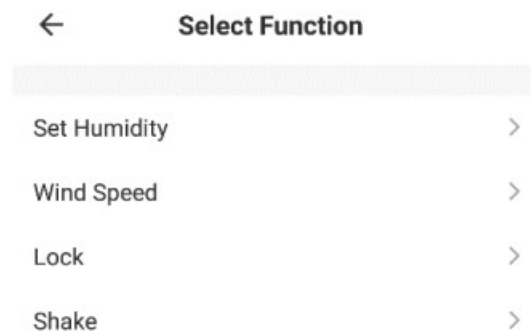 Select Function
Set Humidity
Wind Speed
Lock
Shake